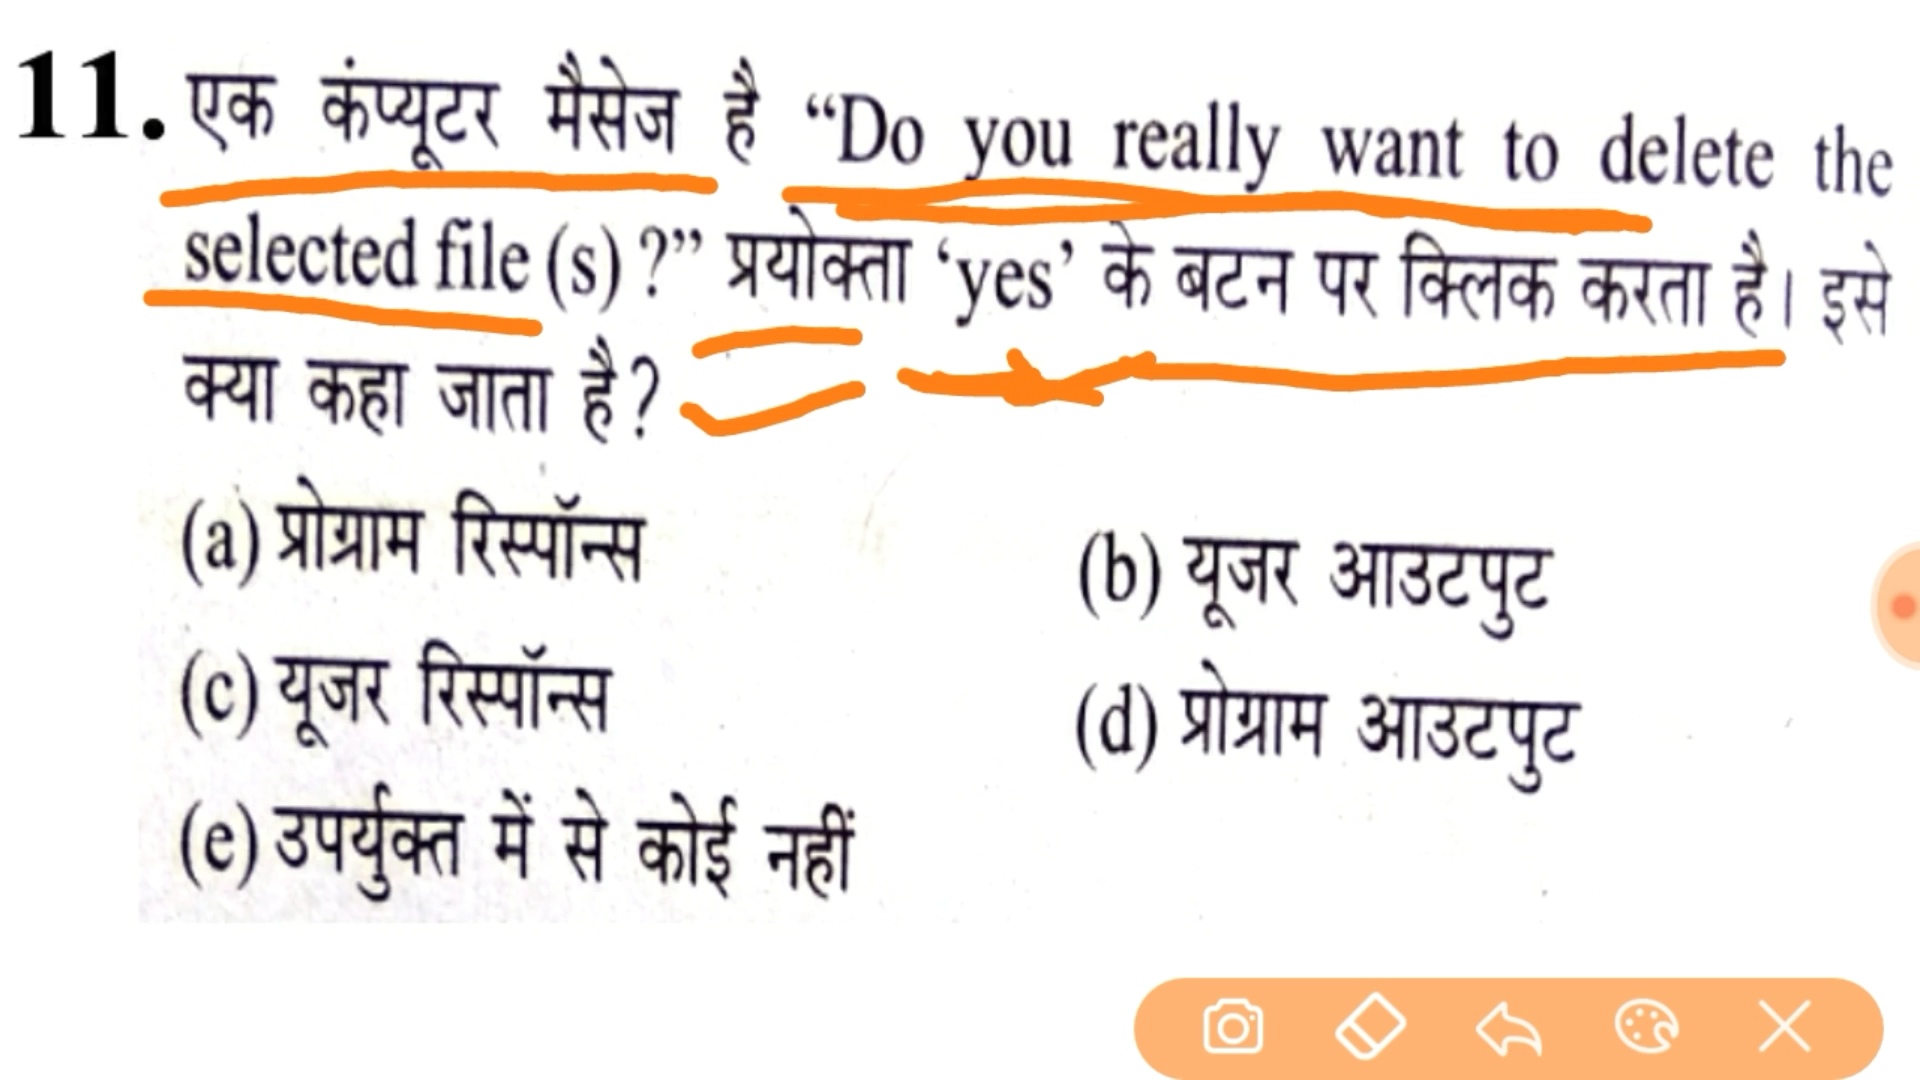 11. एक कंप्यूटर मैसेज है “Do you really want to delete the
selected file (s) ?” प्रयोक्ता ‘yes’ के बटन पर क्लिक करता है। इसे
क्या कहा जाता है?
(a) प्रोग्राम रिस्पॉन्स (b) यूजर आउटपुट
(c) यूजर रिस्पॉन्स (d) प्रोग्राम आउटपुट
(e) उपर्युक्त में से कोई नहीं